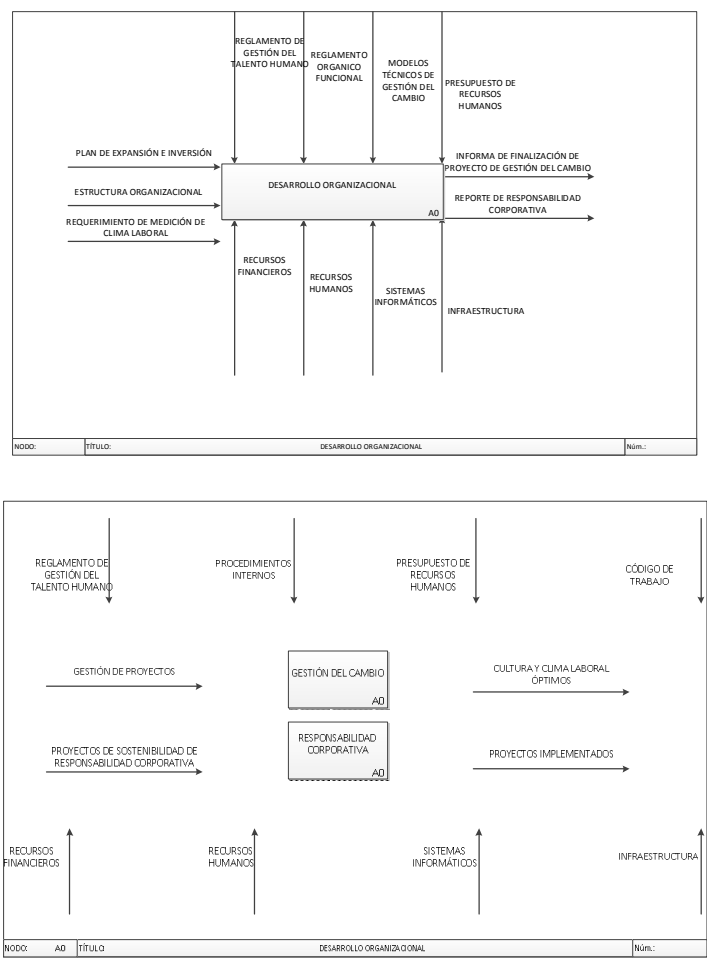 REGLAMENTO DE
GESTIÓN DEL
TALENTO HUMANO
REGLAMENTO
ORGANICO
FUNCIONAL
MODELOS
TÉCNICOS DE
GESTIÓN DEL
CAMBIO
PRESUPUESTO DE
RECURSOS
HUMANOS
PLAN DE EXPANSIÓN E INVERSIÓN
ESTRUCTURA ORGANIZACIONAL
REQUERIMIENTO DE MEDICIÓN DE
CLIMA LABORAL
DESARROLLO ORGANIZACIONAL
A0
INFORMA DE FINALIZACIÓN DE
PROYECTO DE GESTIÓN DEL CAMBIO
REPORTE DE RESPONSABILIDAD
CORPORATIVA
RECURSOS
FINANCIEROS
RECURSOS
HUMANOS
SISTEMAS
INFORMÁTICOS
INFRAESTRUCTURA
NODO:
TÍTULO:
DESARROLLO ORGANIZACIONAL
Núm.:
REGLAMENTO DE
GESTIÓN DEL
TALENTO HUMANO
PROCEDIMIENTOS
INTERNOS
PRESUPUESTO DE
RECURSOS
HUMANOS
CÓDIGO DE
TRABAJO
GESTIÓN DE PROYECTOS
GESTIÓN DEL CAMBIO
A0
CULTURA Y CLIMA LABORAL
ÓPTIMOS
PROYECTOS DE SOSTENIBILIDAD DE
RESPONSABILIDAD CORPORATIVA
RESPONSABILIDAD
CORPORATIVA
A0
PROYECTOS IMPLEMENTADOS
RECURSOS
FINANCIEROS
RECURSOS
HUMANOS
SISTEMAS
INFORMÁTICOS
INFRAESTRUCTURA
NODO: A0
TÍTULO:
DESARROLLO ORGANIZACIONAL
Núm.: